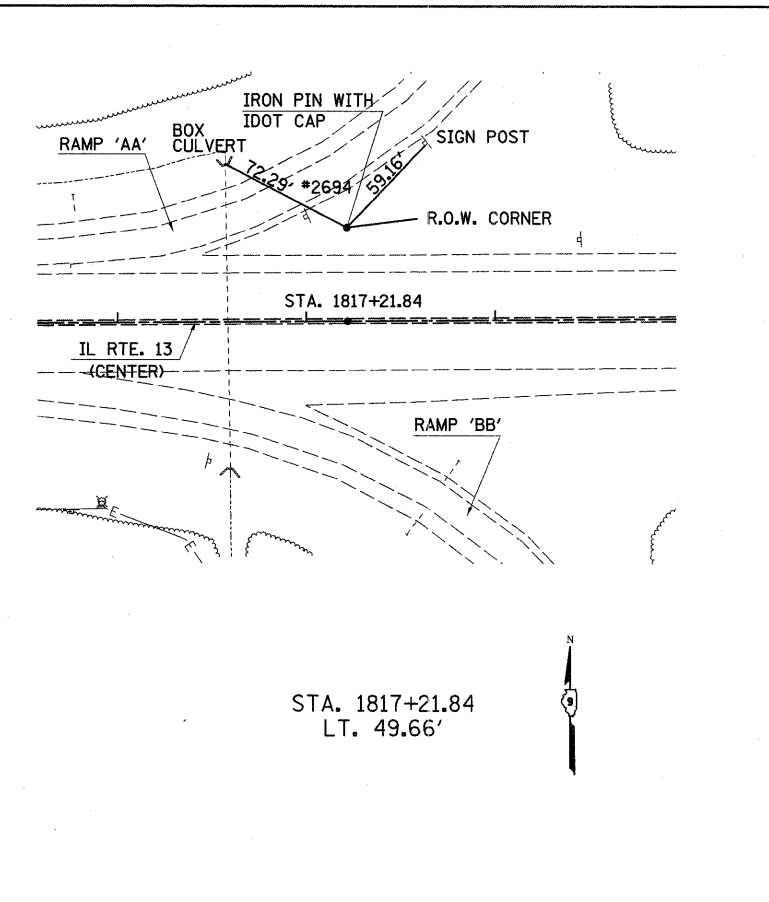 IRON PIN WITH
IDOT CAP
BOX
CULVERT
RAMP 'AA'
SIGN POST
72.29' #2694
59.16'
R.O.W. CORNER
STA. 1817+21.84
IL RTE. 13
(CENTER)
RAMP 'BB'
E
E
N
9
STA. 1817+21.84
LT. 49.66'